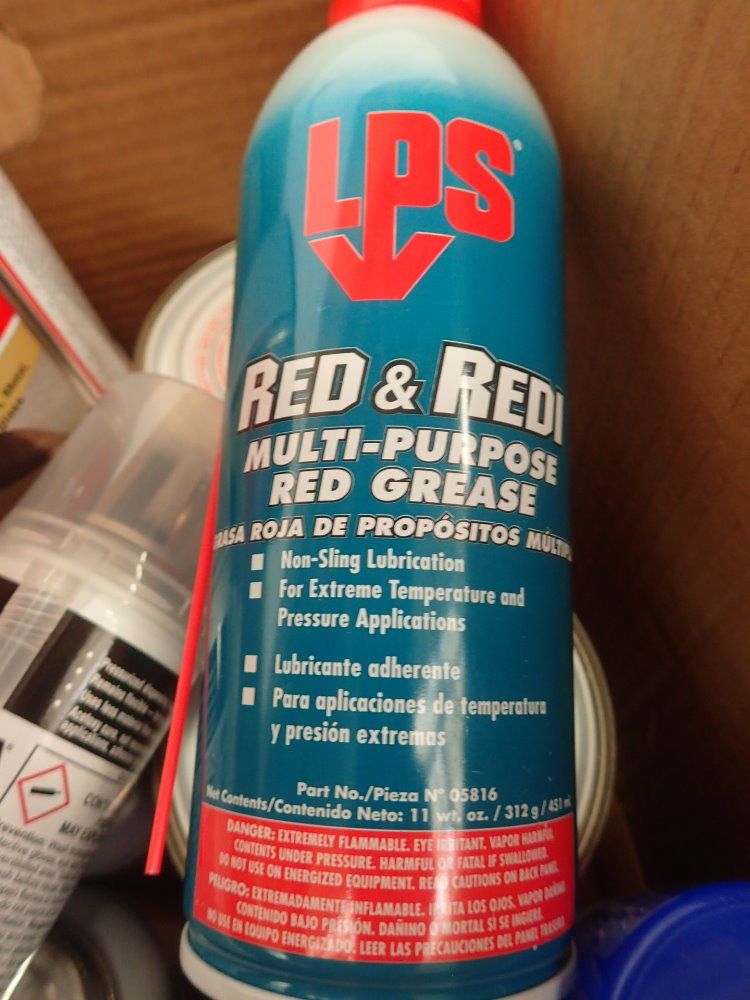 LPS
RED & REDI
MULTI-PURPOSE
RED GREASE
ROJA DE PROPÓSITOS
Non-Sling Lubrication
For Extreme Temperature and
Pressure Applications
Lubricante adherente
Para aplicaciones de temperatura
y presión extremas
Part No./Pieza Nº 05816
Net Contents/Contenido Neto: 11 wt. oz. / 312 g / 451 mL
DANGER: EXTREMELY FLAMMABLE. EYE IRRITANT. VAPOR HARMFUL.
CONTENTS UNDER PRESSURE. HARMFUL OR FATAL IF SWALLOWED.
DO NOT USE ON ENERGIZED EQUIPMENT. READ CAUTIONS ON BACK PANEL.
PELIGRO: EXTREMADAMENTE INFLAMABLE. IRRITA LOS OJOS. VAPOR DAÑINO
CONTENIDO BAJO PRESIÓN. DAÑINO O MORTAL SI SE INGIERE.
NO USE EN EQUIPO ENERGIZADO. LEER LAS PRECAUCIONES DEL PANEL